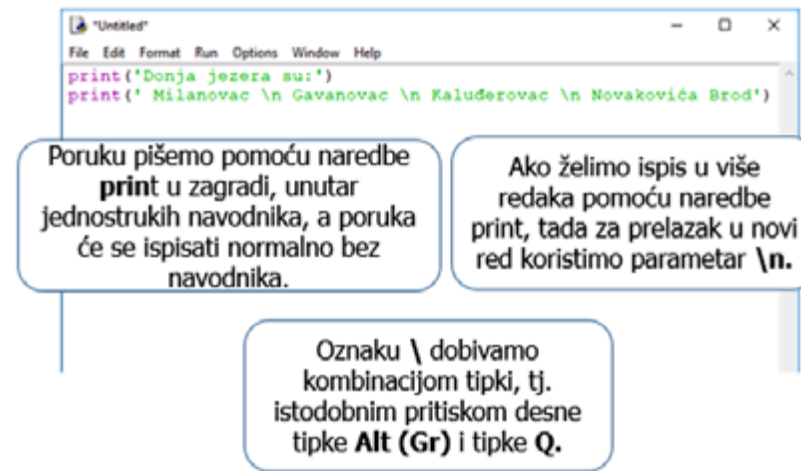 *Untitled*
File Edit Format Run Options Window Help
print('Donja jezera su:')
print(' Milanovac \n Gavanovac \n Kaluđerovac \n Novakovića Brod')
Poruku pišemo pomoću naredbe
print u zagradi, unutar
jednostrukih navodnika, a poruka
će se ispisati normalno bez
navodnika.
Ako želimo ispis u više
redaka pomoću naredbe
print, tada za prelazak u novi
red koristimo parametar \n.
Oznaku \ dobivamo
kombinacijom tipki, tj.
istodobnim pritiskom desne
tipke Alt (Gr) i tipke Q.